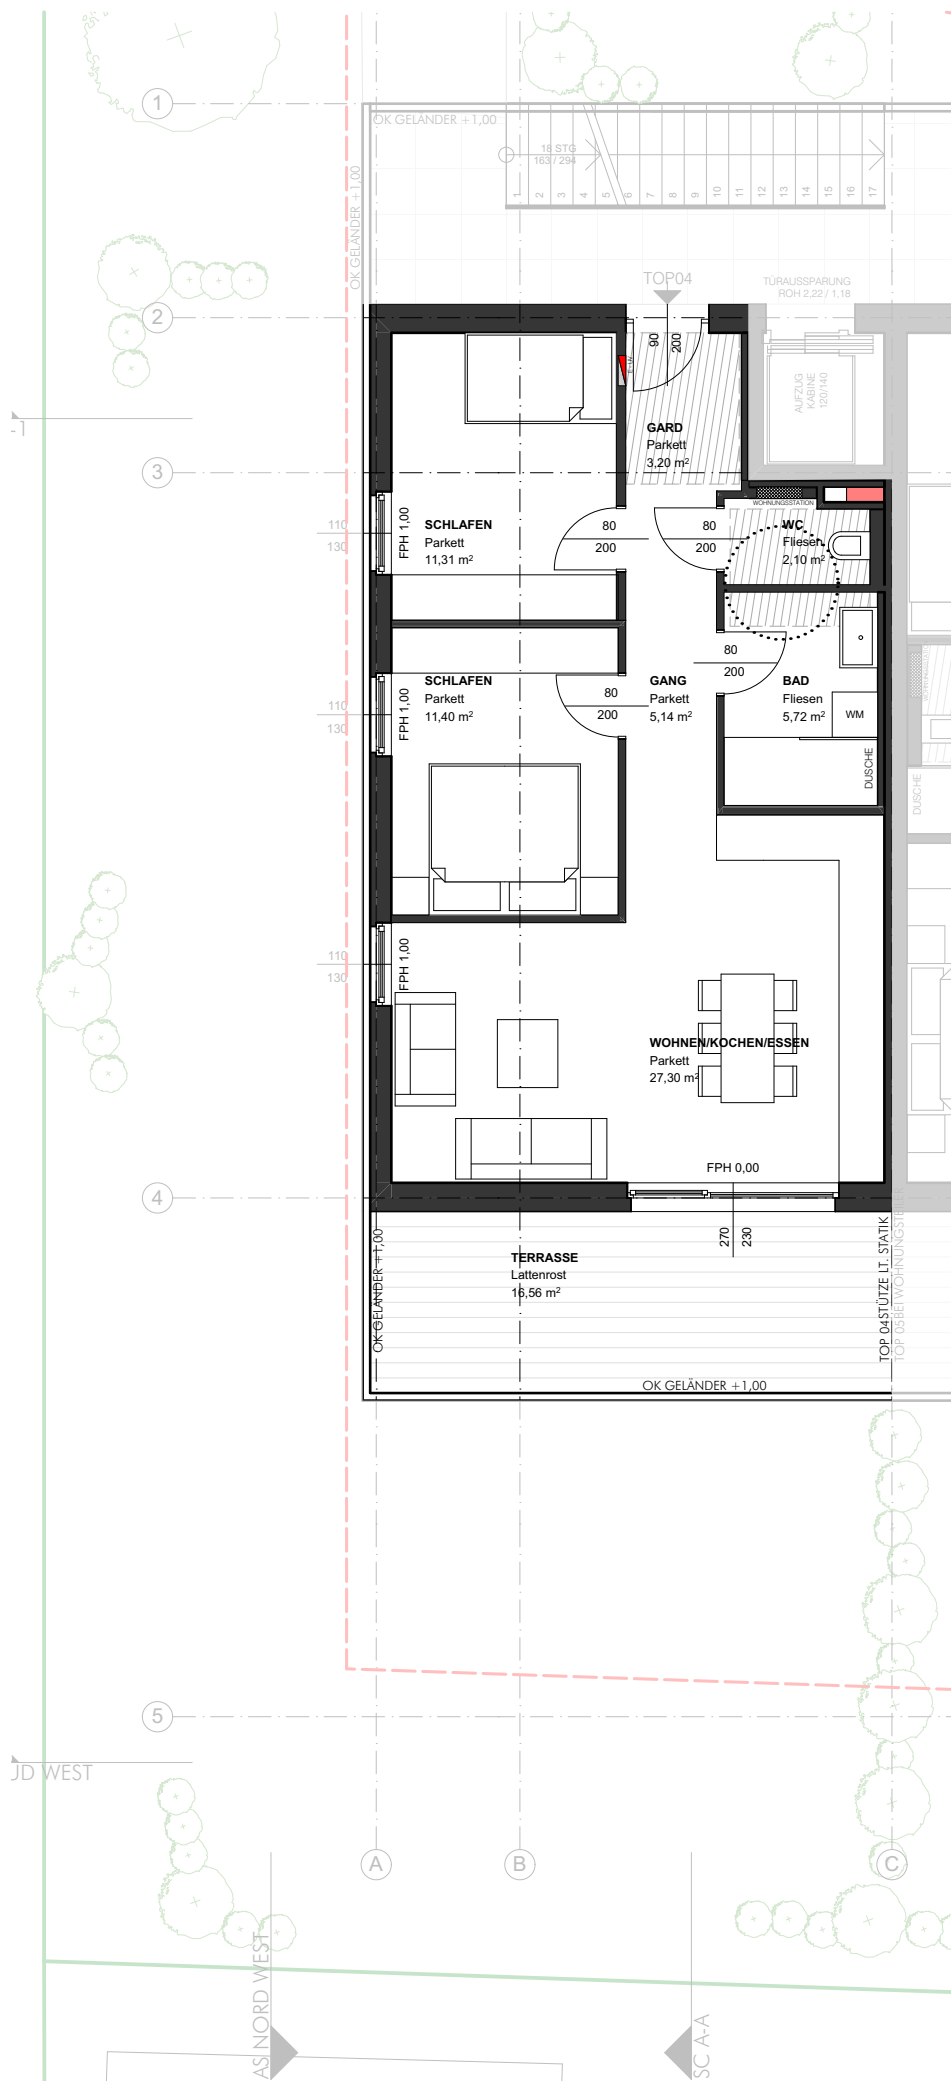 1
OK GELÄNDER +1,00
18 STG
163 / 294
1
2
3
4
5
6
7
8
9
10
11
12
13
14
15
16
17
OK GELÄNDER +1,00
TOP04
TÜRAUSSPARUNG
ROH 2,22 / 1,18
2
90
200
AUFZUG
KABINE
120/140
-1
GARD
Parkett
3,20 m²
3
WOHNUNGSSTATION
110
130
FPH 1,00
SCHLAFEN
Parkett
11,31 m²
80
200
80
200
WC
Fliesen
2,10 m²
80
200
110
130
FPH 1,00
SCHLAFEN
Parkett
11,40 m²
80
200
GANG
Parkett
5,14 m²
BAD
Fliesen
5,72 m²
WM
DUSCHE
DUSCHE
110
130
FPH 1,00
WOHNEN/KOCHEN/ESSEN
Parkett
27,30 m²
FPH 0,00
4
270
230
OK GELÄNDER +1,00
TERRASSE
Lattenrost
16,56 m²
TOP 04 STÜTZE LT. STATIK
OK GELÄNDER +1,00
5
JD WEST
A
B
C
AS NORD WEST
SC A-A